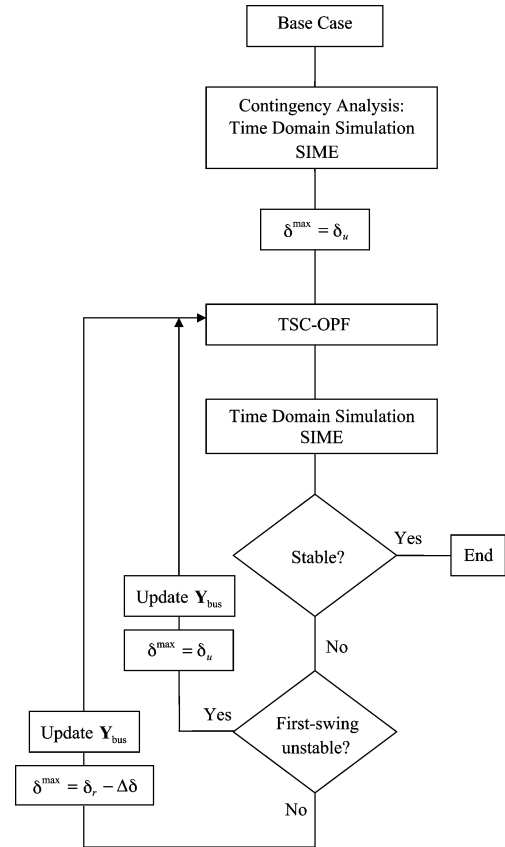 Base Case
Contingency Analysis:
Time Domain Simulation
SIME
δ^max = δ_u
TSC-OPF
Time Domain Simulation
SIME
Stable?
Yes
End
No
Update Y_bus
δ^max = δ_u
Yes
First-swing
unstable?
No
Update Y_bus
δ^max = δ_r − Δδ